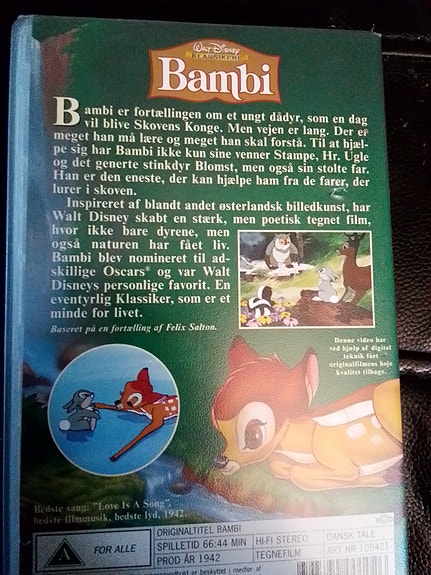 Walt Disney
KLASSIKERE
Bambi
Bambi er fortællingen om et ungt dådyr, som en dag
vil blive Skovens Konge. Men vejen er lang. Der er
meget han må lære og meget han skal forstå. Til at hjæl-
pe sig har Bambi ikke kun sine venner Stampe, Hr. Ugle
og det generte stinkdyr Blomst, men også sin stolte far.
Han er den eneste, der kan hjælpe ham fra de farer, der
lurer i skoven.
Inspireret af blandt andet østerlandsk billedkunst, har
Walt Disney skabt en stærk, men poetisk tegnet film,
hvor ikke bare dyrene, men
også naturen har fået liv.
Bambi blev nomineret til ad-
skillige Oscars® og var Walt
Disneys personlige favorit. En
eventyrlig Klassiker, som er et
minde for livet.
Baseret på en fortælling af Felix Salton.
Denne video har
ved hjælp af digital
teknik fået
originalfilmens høje
kvalitet tilbage.
Bedste sang: "Love Is A Song",
bedste filmmusik, bedste lyd, 1942.
FOR ALLE
ORIGINALTITEL BAMBI
SPILLETID 66:44 MIN
PROD ÅR 1942
HI-FI STEREO
TEGNEFILM
DANSK TALE
ART NR 109421
er beskyttet i medfør af